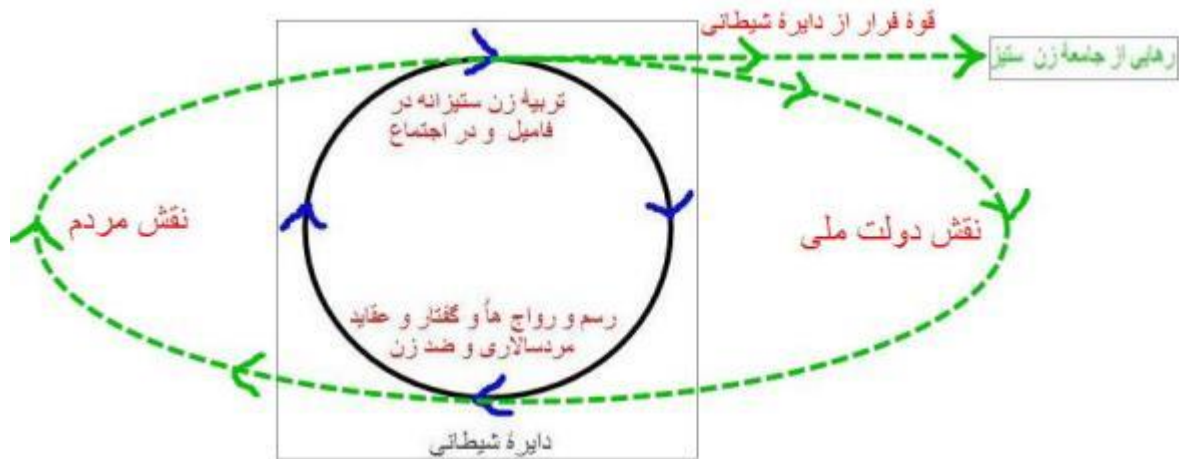 قوهٔ فرار از دایرهٔ شیطانی
رهایی از جامعهٔ زن ستیز
تربیهٔ زن ستیزانه در
فامیل و در اجتماع
نقش دولت ملی
نقش مردم
رسم و رواج هأ و گفتار و عقاید
مردسالاری و ضد زن
دایرهٔ شیطانی